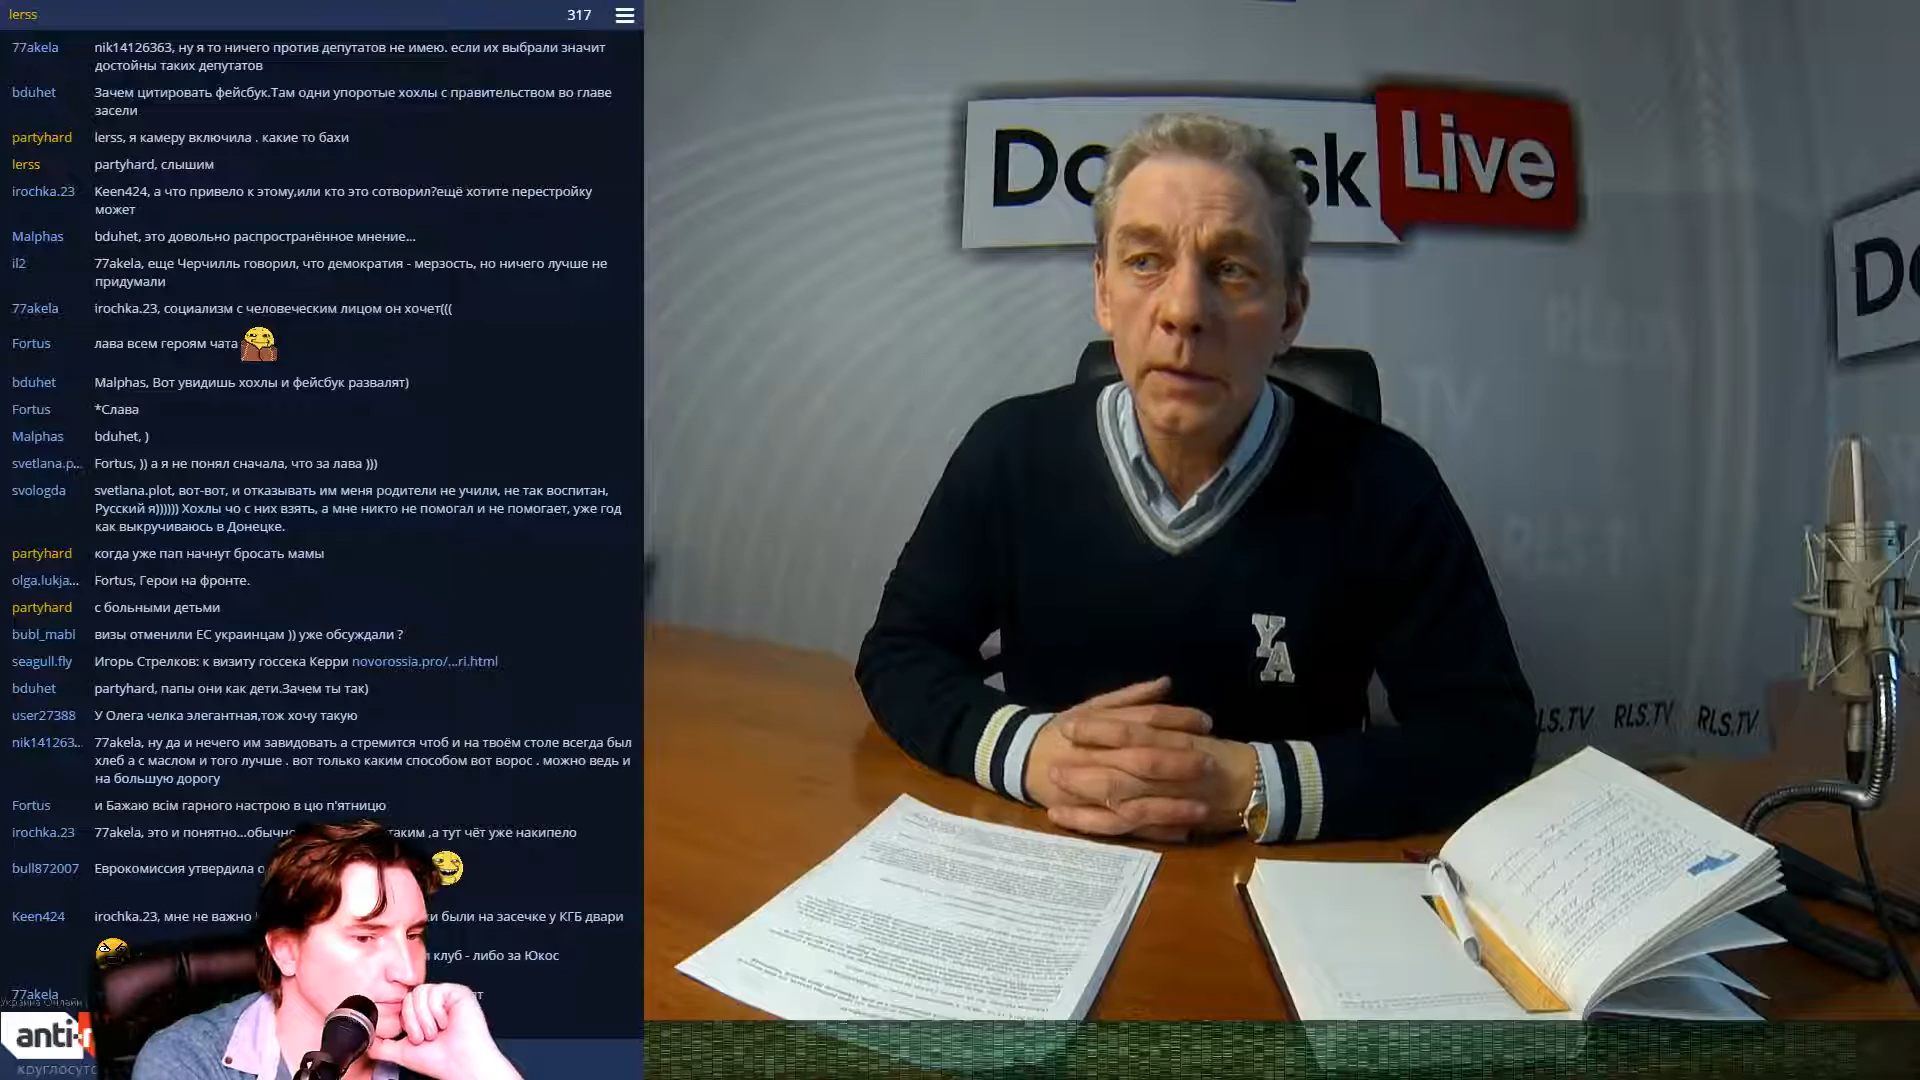 lerss 317
77akela nik14126363, ну я то ничего против депутатов не имею. если их выбрали значит
достойны таких депутатов
bduhet Зачем цитировать фейсбук.Там одни упоротые хохлы с правительством во главе
засели
partyhard lerss, я камеру включила . какие то бахи
lerss partyhard, слышим
irochka.23 Keen424, а что привело к этому,или кто это сотворил?ещё хотите перестройку
может
Malphas bduhet, это довольно распространённое мнение...
il2 77akela, еще Черчилль говорил, что демократия - мерзость, но ничего лучше не
придумали
77akela irochka.23, социализм с человеческим лицом он хочет(((
Fortus лава всем героям чата
bduhet Malphas, Вот увидишь хохлы и фейсбук развалят)
Fortus *Слава
Malphas bduhet, )
svetlana.p... Fortus, )) а я не понял сначала, что за лава )))
svologda svetlana.plot, вот-вот, и отказывать им меня родители не учили, не так воспитан,
Русский я)))))) Хохлы чо с них взять, а мне никто не помогал и не помогает, уже год
как выкручиваюсь в Донецке.
partyhard когда уже пап начнут бросать мамы
olga.lukja... Fortus, Герои на фронте.
partyhard с больными детьми
bubl_mabl визы отменили ЕС украинцам )) уже обсуждали ?
seagull.fly Игорь Стрелков: к визиту госсека Керри novorossia.pro/...ri.html
bduhet partyhard, папы они как дети.Зачем ты так)
user27388 У Олега челка элегантная,тож хочу такую
nik141263... 77akela, ну да и нечего им завидовать а стремится чтоб и на твоём столе всегда был
хлеб а с маслом и того лучше . вот только каким способом вот ворос . можно ведь и
на большую дорогу
Fortus и Бажаю всім гарного настрою в цю п'ятницю
irochka.23 77akela, это и понятно...обычно таким ,а тут чёт уже накипело
bull872007 Еврокомиссия утвердила
Keen424 irochka.23, мне не важно были на засечке у КГБ двари
клуб - либо за Юкос
77akela
Украина Онлайн
anti-
круглосут
Do sk Live
Do
RLS.TV RLS.TV RLS.TV
YA